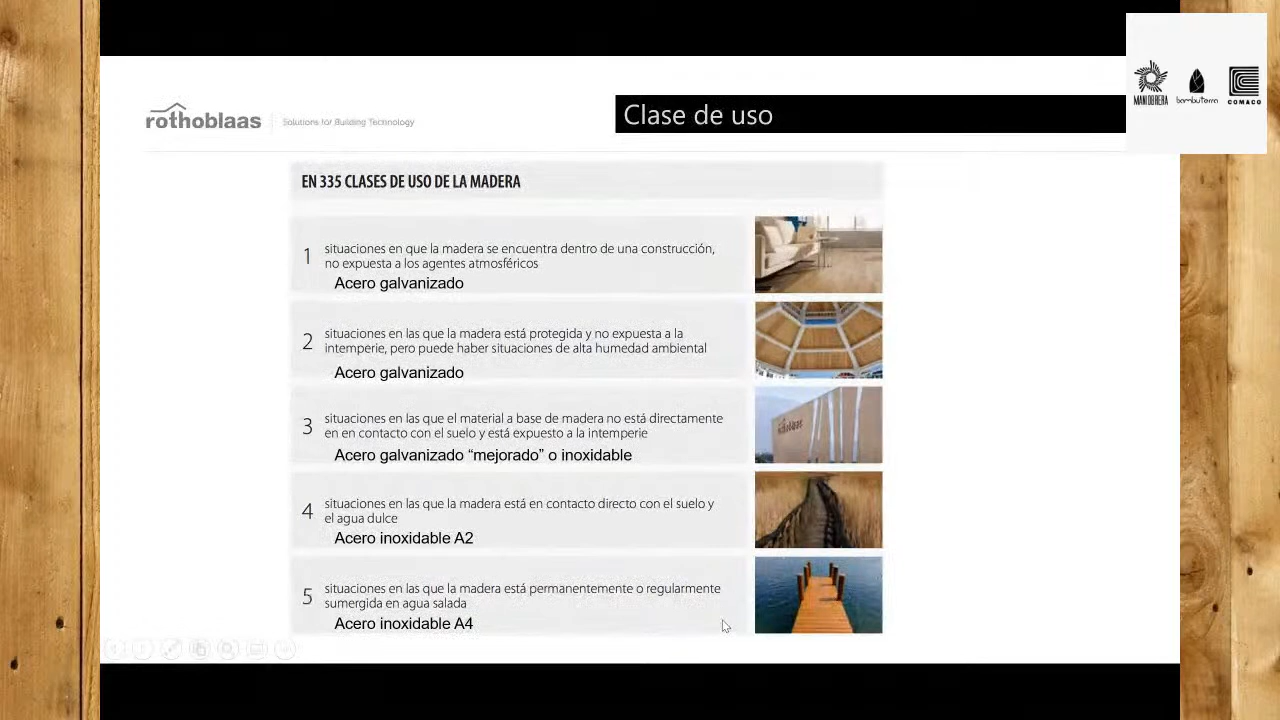 rothoblaas
Solutions for Building Technology
Clase de uso
MANIOBRERA
bambuterra
COMACO
EN 335 CLASES DE USO DE LA MADERA
1
situaciones en que la madera se encuentra dentro de una construcción,
no expuesta a los agentes atmosféricos
Acero galvanizado
2
situaciones en las que la madera está protegida y no expuesta a la
intemperie, pero puede haber situaciones de alta humedad ambiental
Acero galvanizado
3
situaciones en las que el material a base de madera no está directamente
en en contacto con el suelo y está expuesto a la intemperie
Acero galvanizado “mejorado” o inoxidable
rothoblaas
4
situaciones en las que la madera está en contacto directo con el suelo y
el agua dulce
Acero inoxidable A2
5
situaciones en las que la madera está permanentemente o regularmente
sumergida en agua salada
Acero inoxidable A4